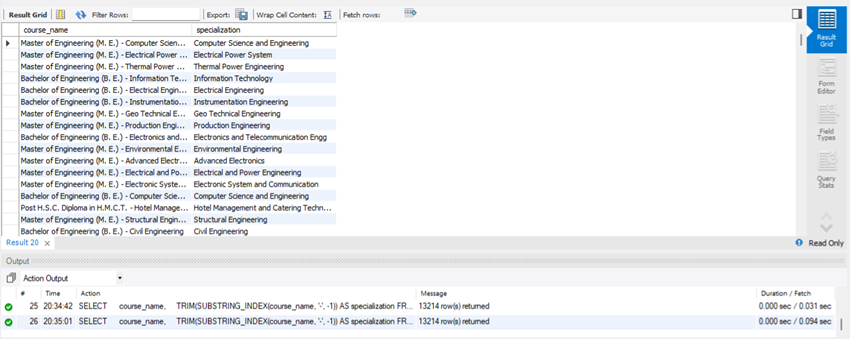 Result Grid Filter Rows: Export: Wrap Cell Content: IA Fetch rows:
course_name specialization
Master of Engineering (M. E.) - Computer Scien... Computer Science and Engineering
Master of Engineering (M. E.) - Electrical Power ... Electrical Power System
Master of Engineering (M. E.) - Thermal Power ... Thermal Power Engineering
Bachelor of Engineering (B. E.) - Information Te... Information Technology
Bachelor of Engineering (B. E.) - Electrical Engin... Electrical Engineering
Bachelor of Engineering (B. E.) - Instrumentatio... Instrumentation Engineering
Master of Engineering (M. E.) - Geo Technical E... Geo Technical Engineering
Master of Engineering (M. E.) - Production Engi... Production Engineering
Bachelor of Engineering (B. E.) - Electronics and... Electronics and Telecommunication Engg
Master of Engineering (M. E.) - Environmental E... Environmental Engineering
Master of Engineering (M. E.) - Advanced Electr... Advanced Electronics
Master of Engineering (M. E.) - Electrical and Po... Electrical and Power Engineering
Master of Engineering (M. E.) - Electronic Syste... Electronic System and Communication
Bachelor of Engineering (B. E.) - Computer Scie... Computer Science and Engineering
Post H.S.C. Diploma in H.M.C.T. - Hotel Manage... Hotel Management and Catering Techn...
Master of Engineering (M. E.) - Structural Engin... Structural Engineering
Bachelor of Engineering (B. E.) - Civil Engineering Civil Engineering
Result Grid
Form Editor
Field Types
Query Stats
Result 20
Read Only
Output
Action Output
# Time Action Message Duration / Fetch
25 20:34:42 SELECT course_name, TRIM(SUBSTRING_INDEX(course_name, '-', -1)) AS specialization FR... 13214 row(s) returned 0.000 sec / 0.031 sec
26 20:35:01 SELECT course_name, TRIM(SUBSTRING_INDEX(course_name, '-', -1)) AS specialization FR... 13214 row(s) returned 0.000 sec / 0.094 sec